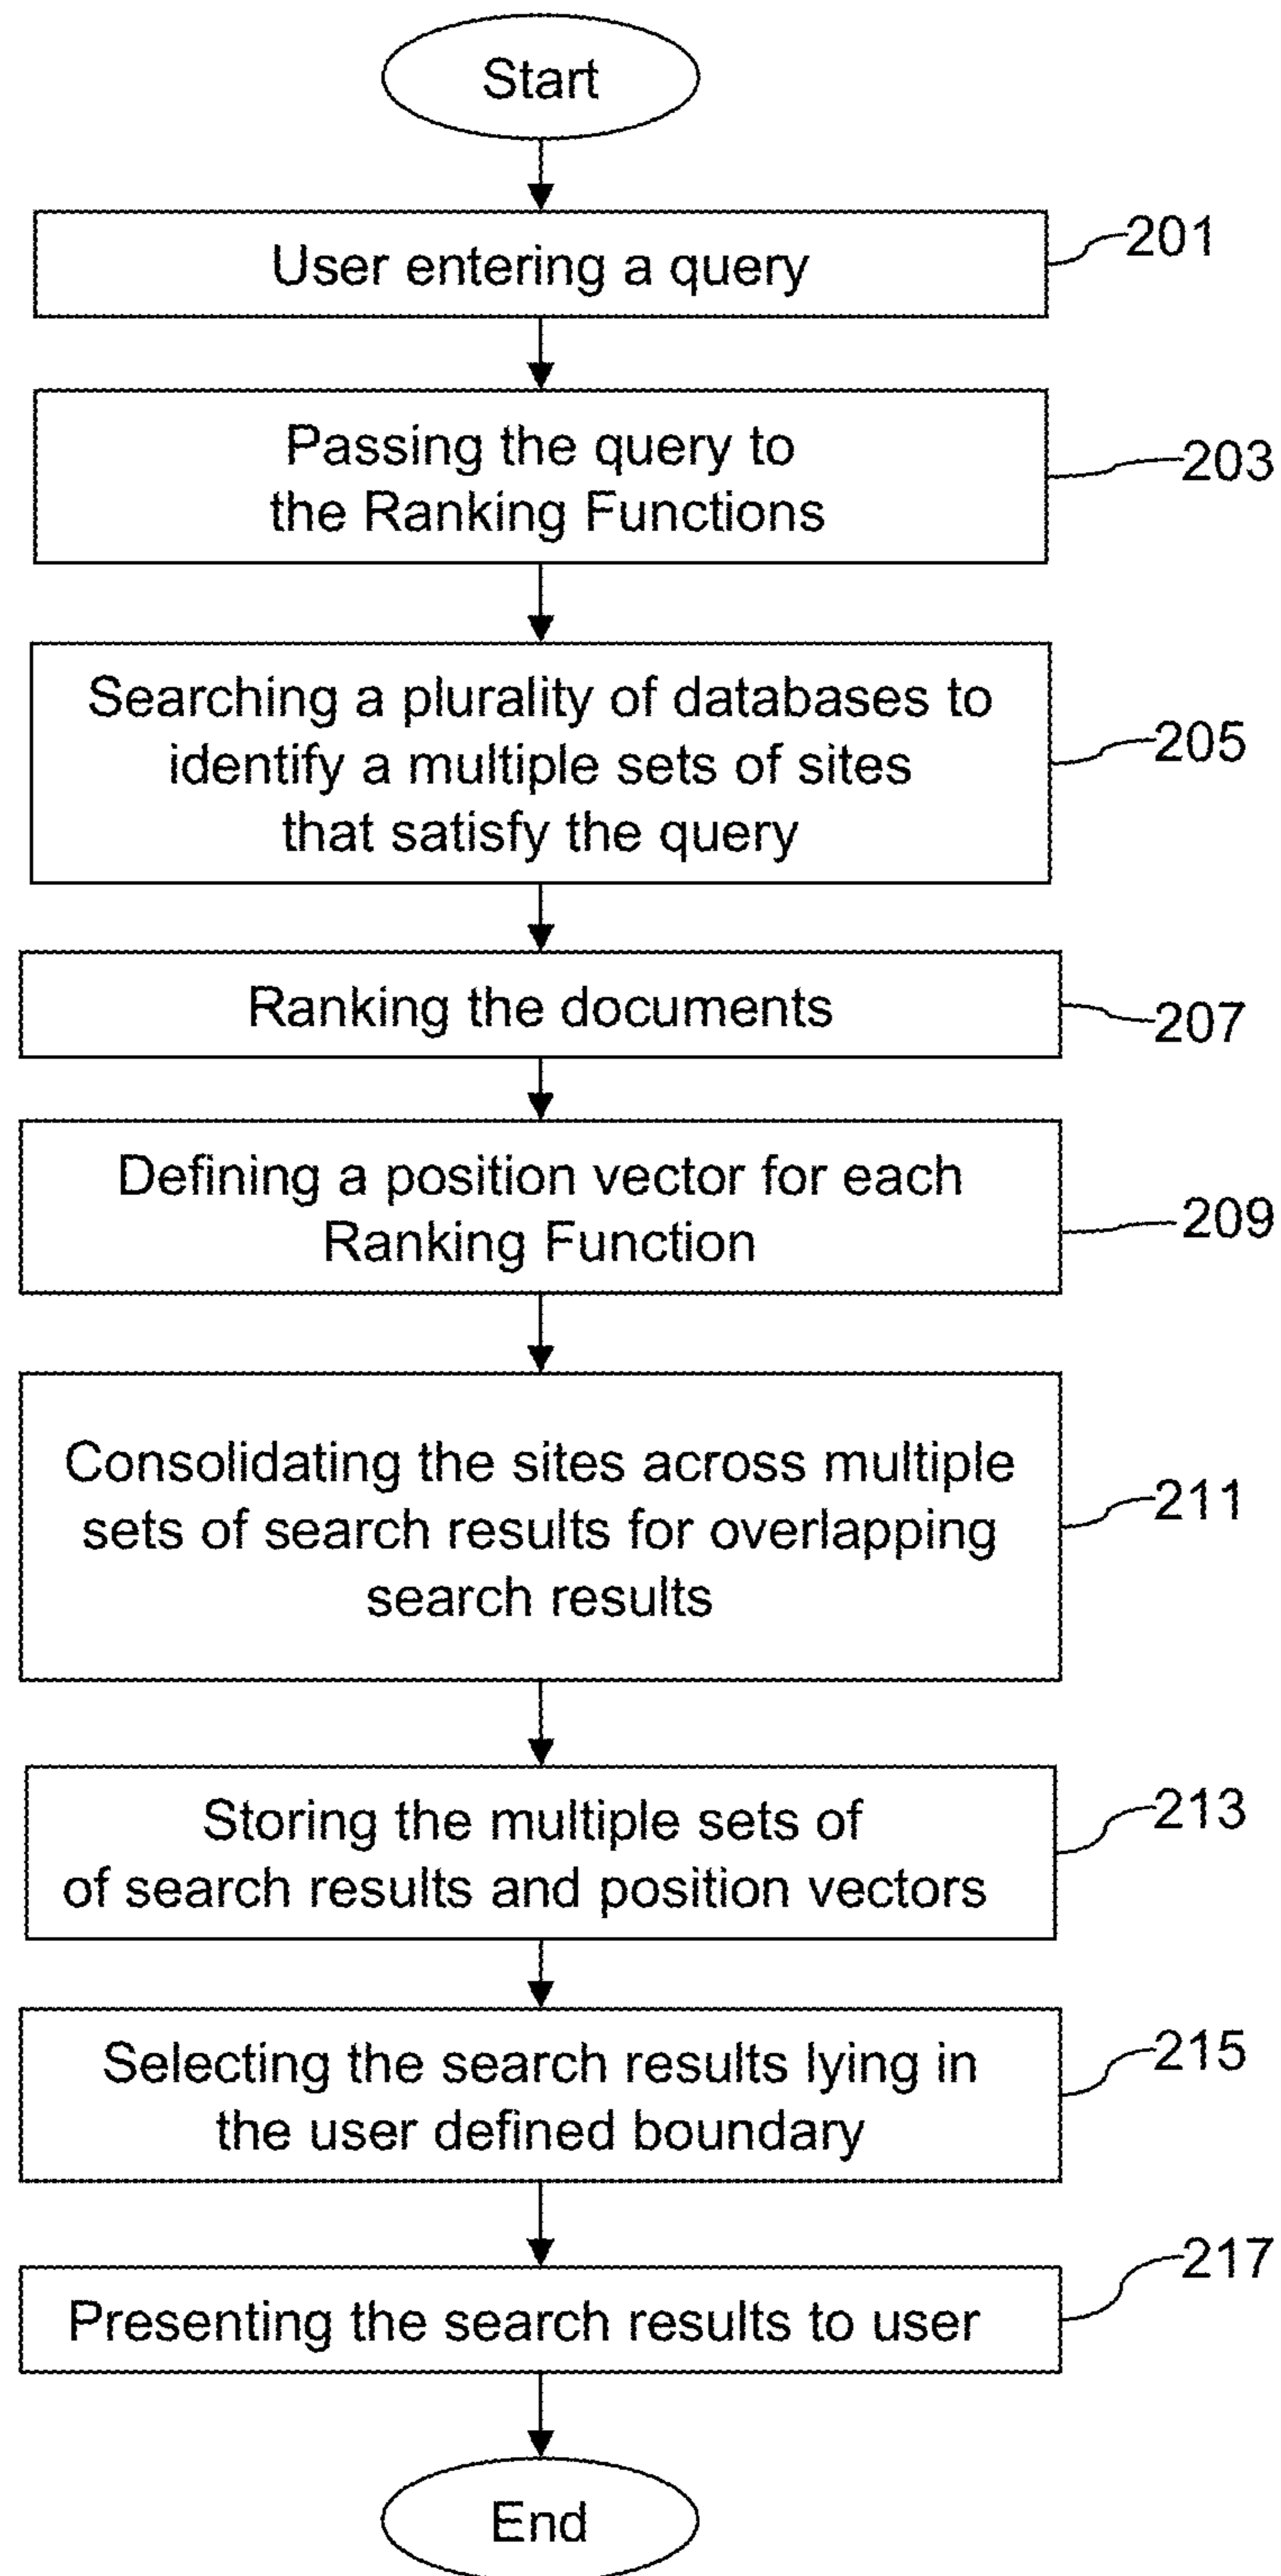 Start
User entering a query
201
Passing the query to
the Ranking Functions
203
Searching a plurality of databases to
identify a multiple sets of sites
that satisfy the query
205
Ranking the documents
207
Defining a position vector for each
Ranking Function
209
Consolidating the sites across multiple
sets of search results for overlapping
search results
211
Storing the multiple sets of
of search results and position vectors
213
Selecting the search results lying in
the user defined boundary
215
Presenting the search results to user
217
End